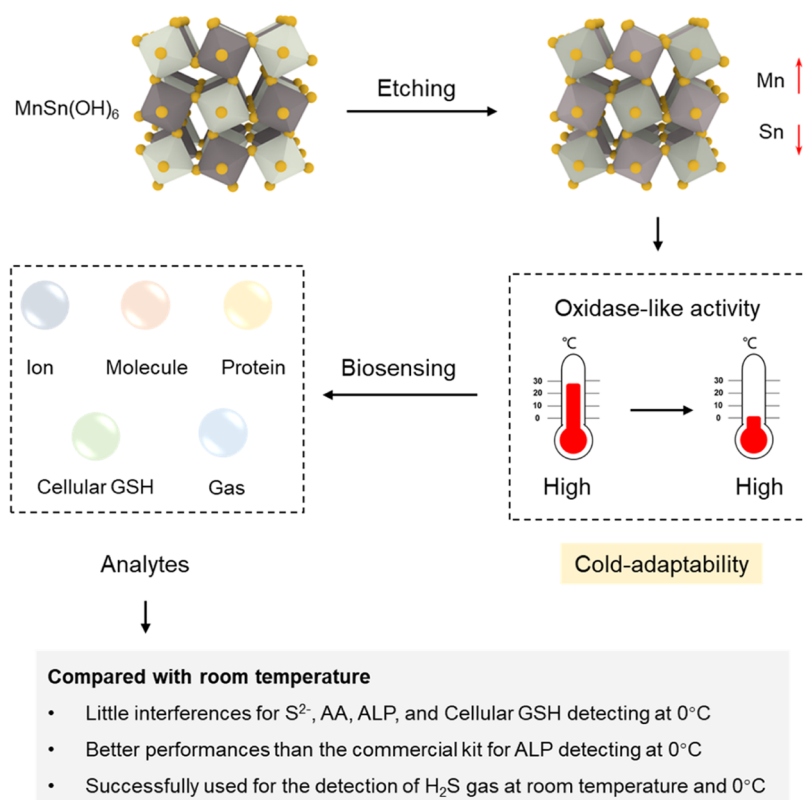 MnSn(OH)₆
Etching
Mn
Sn
Oxidase-like activity
℃
30
20
10
0
High
℃
30
20
10
0
High
Cold-adaptability
Biosensing
Ion
Molecule
Protein
Cellular GSH
Gas
Analytes
Compared with room temperature
• Little interferences for S²⁻, AA, ALP, and Cellular GSH detecting at 0°C
• Better performances than the commercial kit for ALP detecting at 0°C
• Successfully used for the detection of H₂S gas at room temperature and 0°C